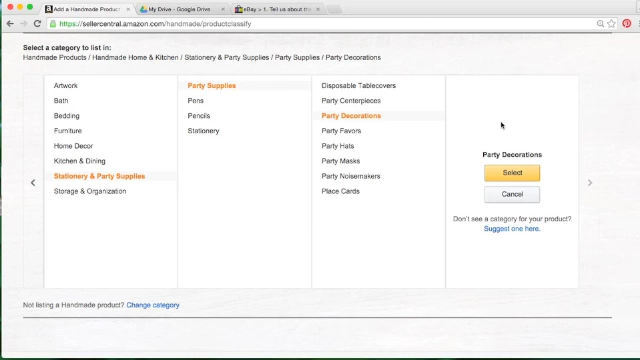 Add a Handmade Product
My Drive - Google Drive
eBay > 1. Tell us about the
https://sellercentral.amazon.com/handmade/productclassify
Select a category to list in:
Handmade Products / Handmade Home & Kitchen / Stationery & Party Supplies / Party Supplies / Party Decorations
Artwork
Bath
Bedding
Furniture
Home Decor
Kitchen & Dining
Stationery & Party Supplies
Storage & Organization
Party Supplies
Pens
Pencils
Stationery
Disposable Tablecovers
Party Centerpieces
Party Decorations
Party Favors
Party Hats
Party Masks
Party Noisemakers
Place Cards
Party Decorations
Select
Cancel
Don't see a category for your product?
Suggest one here.
Not listing a Handmade product? Change category